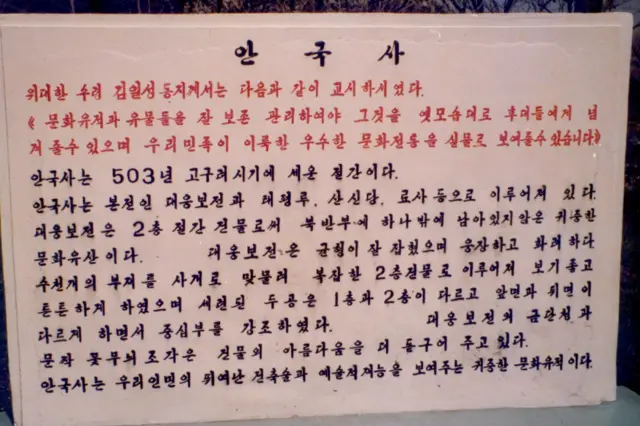 안국사
위대한 수령 김일성동지께서는 다음과 같이 교시하시였다.
《문화유적과 유물들을 잘 보존 관리하여야 그것을 옛모습대로 후대들에게 넘
겨 줄수 있으며 우리민족이 이룩한 우수한 문화전통을 실물로 보여줄수있습니다.》
안국사는 503년 고구려시기에 세운 절간이다.
안국사는 본전인 대웅보전과 태평루, 산신당, 료사 등으로 이루어져 있다.
대웅보전은 2층 절간 건물로써 북반부에 하나밖에 남아있지않은 귀중한
문화유산이다. 대웅보전은 균형이 잘 잡혔으며 웅장하고 화려하다
수천개의 부재를 사개로 맞물려 복잡한 2층건물로 이루어져 보기좋고
튼튼하게 하였으며 세련된 두공은 1층과 2층이 다르고 앞면과 뒤면이
다르게 하면서 중심부를 강조하였다. 대웅보전의 금단청과
문짝 꽃무늬조각은 건물의 아름다움을 더 돋구어 주고있다.
안국사는 우리인민의 뛰여난 건축술과 예술적재능을 보여주는 귀중한 문화유적이다.